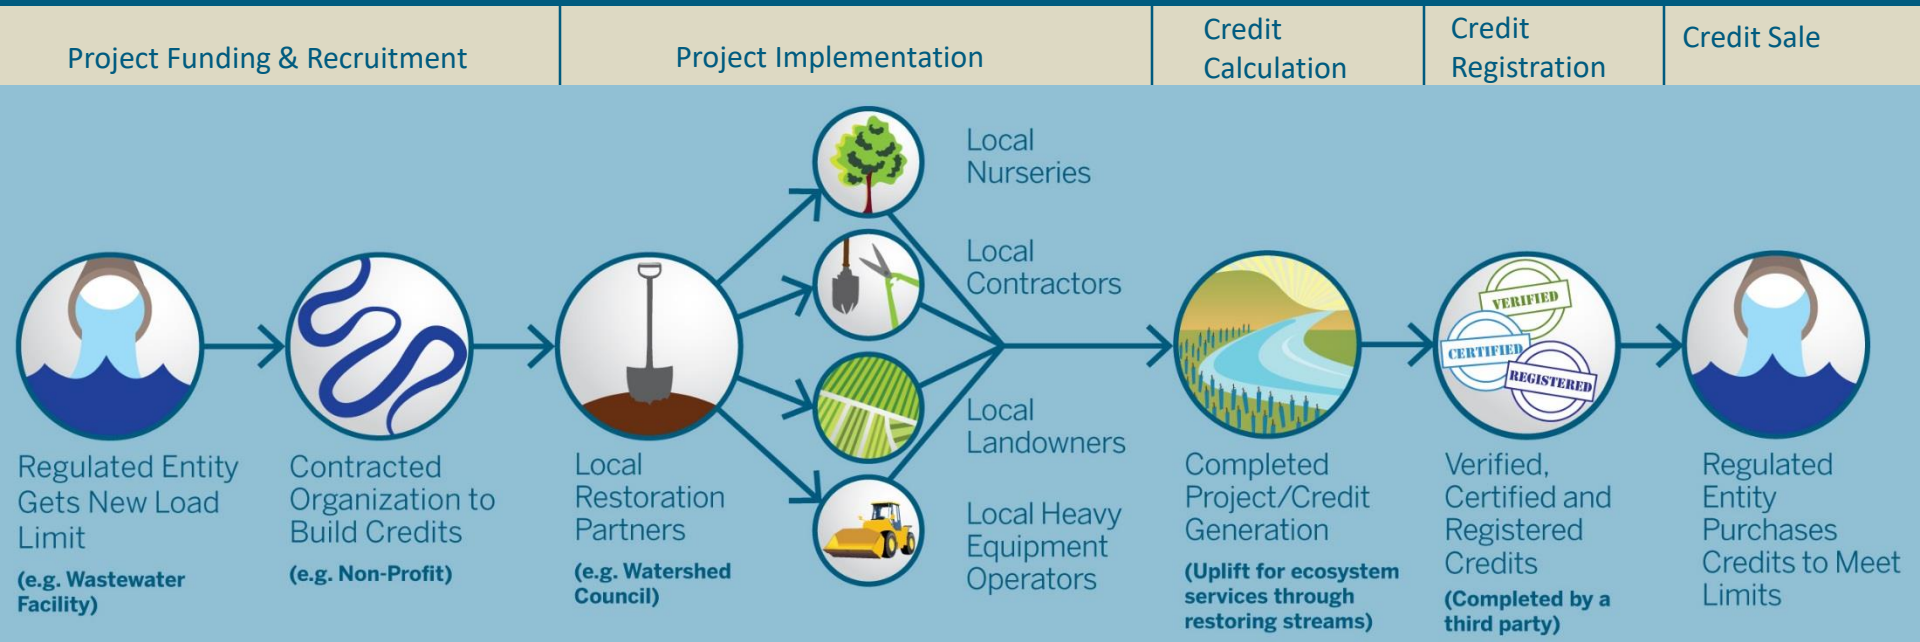 Project Funding & Recruitment
Project Implementation
Credit
Calculation
Credit
Registration
Credit Sale
Local
Nurseries
Local
Contractors
Local
Landowners
Local Heavy
Equipment
Operators
VERIFIED
CERTIFIED
REGISTERED
Regulated Entity
Gets New Load
Limit
(e.g. Wastewater
Facility)
Contracted
Organization to
Build Credits
(e.g. Non-Profit)
Local
Restoration
Partners
(e.g. Watershed
Council)
Completed
Project/Credit
Generation
(Uplift for ecosystem
services through
restoring streams)
Verified,
Certified and
Registered
Credits
(Completed by a
third party)
Regulated
Entity
Purchases
Credits to Meet
Limits